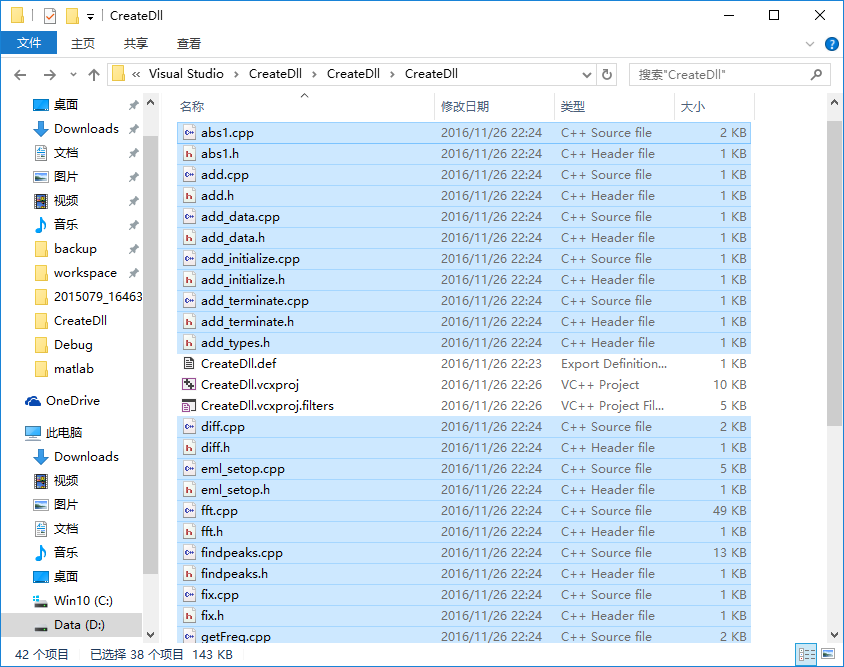 CreateDll
文件 主页 共享 查看
« Visual Studio › CreateDll › CreateDll › CreateDll
搜索"CreateDll"
桌面
Downloads
文档
图片
视频
音乐
backup
workspace
2015079_16463
CreateDll
Debug
matlab
OneDrive
此电脑
Downloads
视频
图片
文档
音乐
桌面
Win10 (C:)
Data (D:)
名称 修改日期 类型 大小
abs1.cpp 2016/11/26 22:24 C++ Source file 2 KB
abs1.h 2016/11/26 22:24 C++ Header file 1 KB
add.cpp 2016/11/26 22:24 C++ Source file 1 KB
add.h 2016/11/26 22:24 C++ Header file 1 KB
add_data.cpp 2016/11/26 22:24 C++ Source file 1 KB
add_data.h 2016/11/26 22:24 C++ Header file 1 KB
add_initialize.cpp 2016/11/26 22:24 C++ Source file 1 KB
add_initialize.h 2016/11/26 22:24 C++ Header file 1 KB
add_terminate.cpp 2016/11/26 22:24 C++ Source file 1 KB
add_terminate.h 2016/11/26 22:24 C++ Header file 1 KB
add_types.h 2016/11/26 22:24 C++ Header file 1 KB
CreateDll.def 2016/11/26 22:23 Export Definition... 1 KB
CreateDll.vcxproj 2016/11/26 22:26 VC++ Project 10 KB
CreateDll.vcxproj.filters 2016/11/26 22:26 VC++ Project Fil... 5 KB
diff.cpp 2016/11/26 22:24 C++ Source file 2 KB
diff.h 2016/11/26 22:24 C++ Header file 1 KB
eml_setop.cpp 2016/11/26 22:24 C++ Source file 5 KB
eml_setop.h 2016/11/26 22:24 C++ Header file 1 KB
fft.cpp 2016/11/26 22:24 C++ Source file 49 KB
fft.h 2016/11/26 22:24 C++ Header file 1 KB
findpeaks.cpp 2016/11/26 22:24 C++ Source file 13 KB
findpeaks.h 2016/11/26 22:24 C++ Header file 1 KB
fix.cpp 2016/11/26 22:24 C++ Source file 1 KB
fix.h 2016/11/26 22:24 C++ Header file 1 KB
getFreq.cpp 2016/11/26 22:24 C++ Source file 2 KB
42 个项目 已选择 38 个项目 143 KB